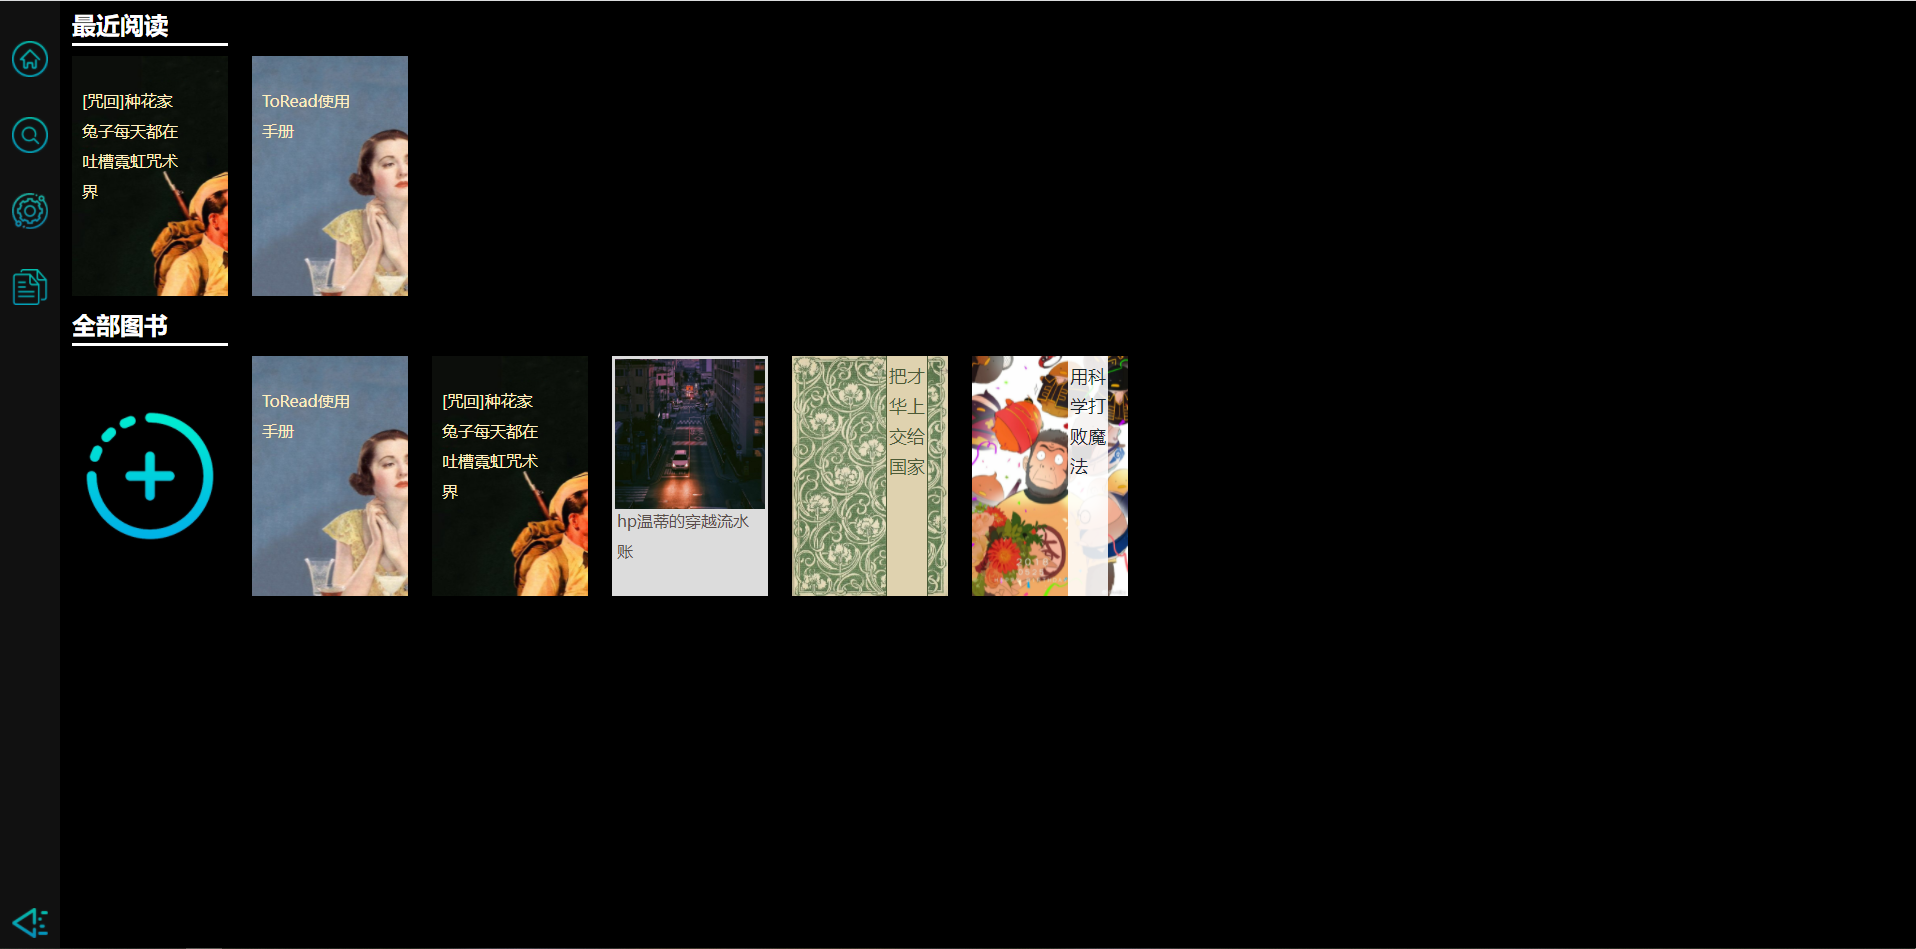 最近阅读
[咒回]种花家
兔子每天都在
吐槽霓虹咒术
界
ToRead使用
手册
全部图书
ToRead使用
手册
[咒回]种花家
兔子每天都在
吐槽霓虹咒术
界
hp温蒂的穿越流水
账
把才
华上
交给
国家
用科
学打
败魔
法